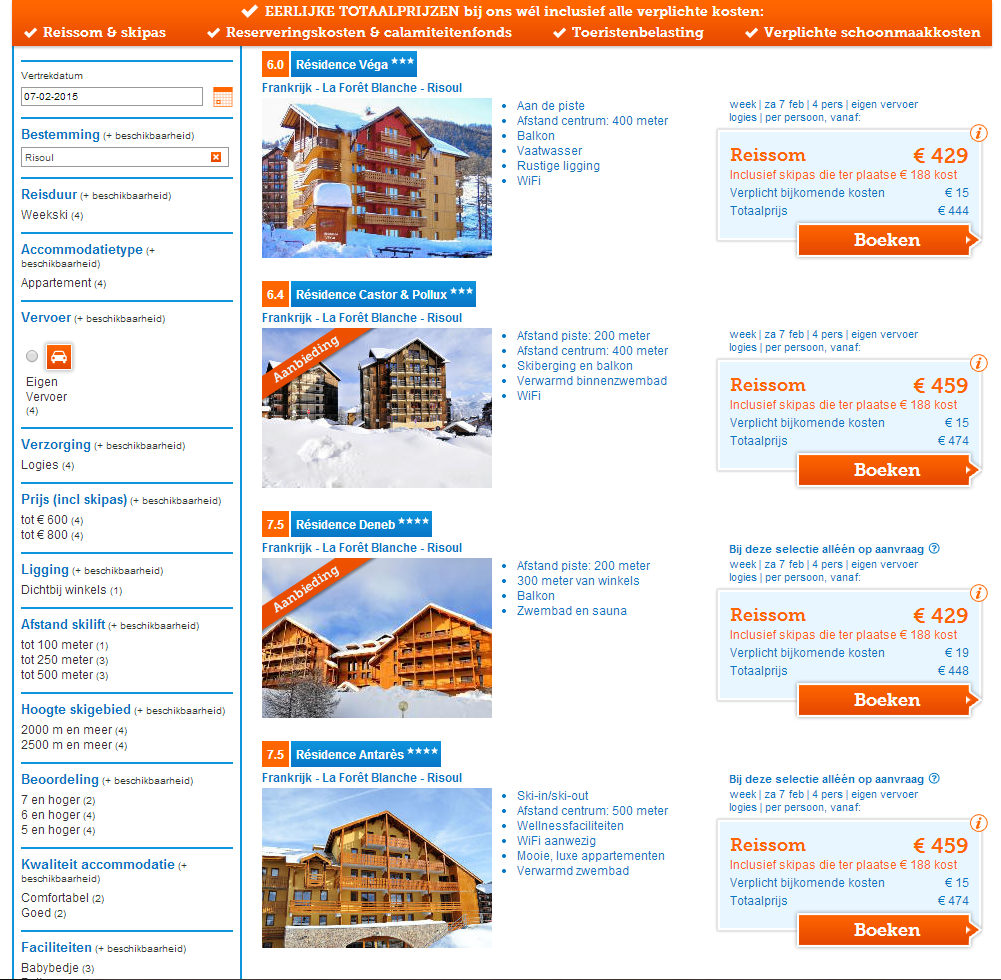 EERLIJKE TOTAALPRIJZEN bij ons wél inclusief alle verplichte kosten:
Reissom & skipas Reserveringskosten & calamiteitenfonds Toeristenbelasting Verplichte schoonmaakkosten
Vertrekdatum
07-02-2015
Bestemming (+ beschikbaarheid)
Risoul
Reisduur (+ beschikbaarheid)
Weekski (4)
Accommodatietype (+
beschikbaarheid)
Appartement (4)
Vervoer (+ beschikbaarheid)
Eigen
Vervoer
(4)
Verzorging (+ beschikbaarheid)
Logies (4)
Prijs (incl skipas) (+ beschikbaarheid)
tot € 600 (4)
tot € 800 (4)
Ligging (+ beschikbaarheid)
Dichtbij winkels (1)
Afstand skilift (+ beschikbaarheid)
tot 100 meter (1)
tot 250 meter (3)
tot 500 meter (3)
Hoogte skigebied (+ beschikbaarheid)
2000 m en meer (4)
2500 m en meer (4)
Beoordeling (+ beschikbaarheid)
7 en hoger (2)
6 en hoger (4)
5 en hoger (4)
Kwaliteit accommodatie (+
beschikbaarheid)
Comfortabel (2)
Goed (2)
Faciliteiten (+ beschikbaarheid)
Babybedje (3)
6.0 Résidence Véga ***
Frankrijk - La Forêt Blanche - Risoul
Aan de piste
Afstand centrum: 400 meter
Balkon
Vaatwasser
Rustige ligging
WiFi
week | za 7 feb | 4 pers | eigen vervoer
logies | per persoon, vanaf:
Reissom € 429
Inclusief skipas die ter plaatse € 188 kost
Verplicht bijkomende kosten € 15
Totaalprijs € 444
Boeken
6.4 Résidence Castor & Pollux ***
Frankrijk - La Forêt Blanche - Risoul
Aanbieding
Afstand piste: 200 meter
Afstand centrum: 400 meter
Skiberging en balkon
Verwarmd binnenzwembad
WiFi
week | za 7 feb | 4 pers | eigen vervoer
logies | per persoon, vanaf:
Reissom € 459
Inclusief skipas die ter plaatse € 188 kost
Verplicht bijkomende kosten € 15
Totaalprijs € 474
Boeken
7.5 Résidence Deneb ****
Frankrijk - La Forêt Blanche - Risoul
Aanbieding
Afstand piste: 200 meter
300 meter van winkels
Balkon
Zwembad en sauna
Bij deze selectie alléén op aanvraag ?
week | za 7 feb | 4 pers | eigen vervoer
logies | per persoon, vanaf:
Reissom € 429
Inclusief skipas die ter plaatse € 188 kost
Verplicht bijkomende kosten € 19
Totaalprijs € 448
Boeken
7.5 Résidence Antarès ****
Frankrijk - La Forêt Blanche - Risoul
Ski-in/ski-out
Afstand centrum: 500 meter
Wellnessfaciliteiten
WiFi aanwezig
Mooie, luxe appartementen
Verwarmd zwembad
Bij deze selectie alléén op aanvraag ?
week | za 7 feb | 4 pers | eigen vervoer
logies | per persoon, vanaf:
Reissom € 459
Inclusief skipas die ter plaatse € 188 kost
Verplicht bijkomende kosten € 15
Totaalprijs € 474
Boeken